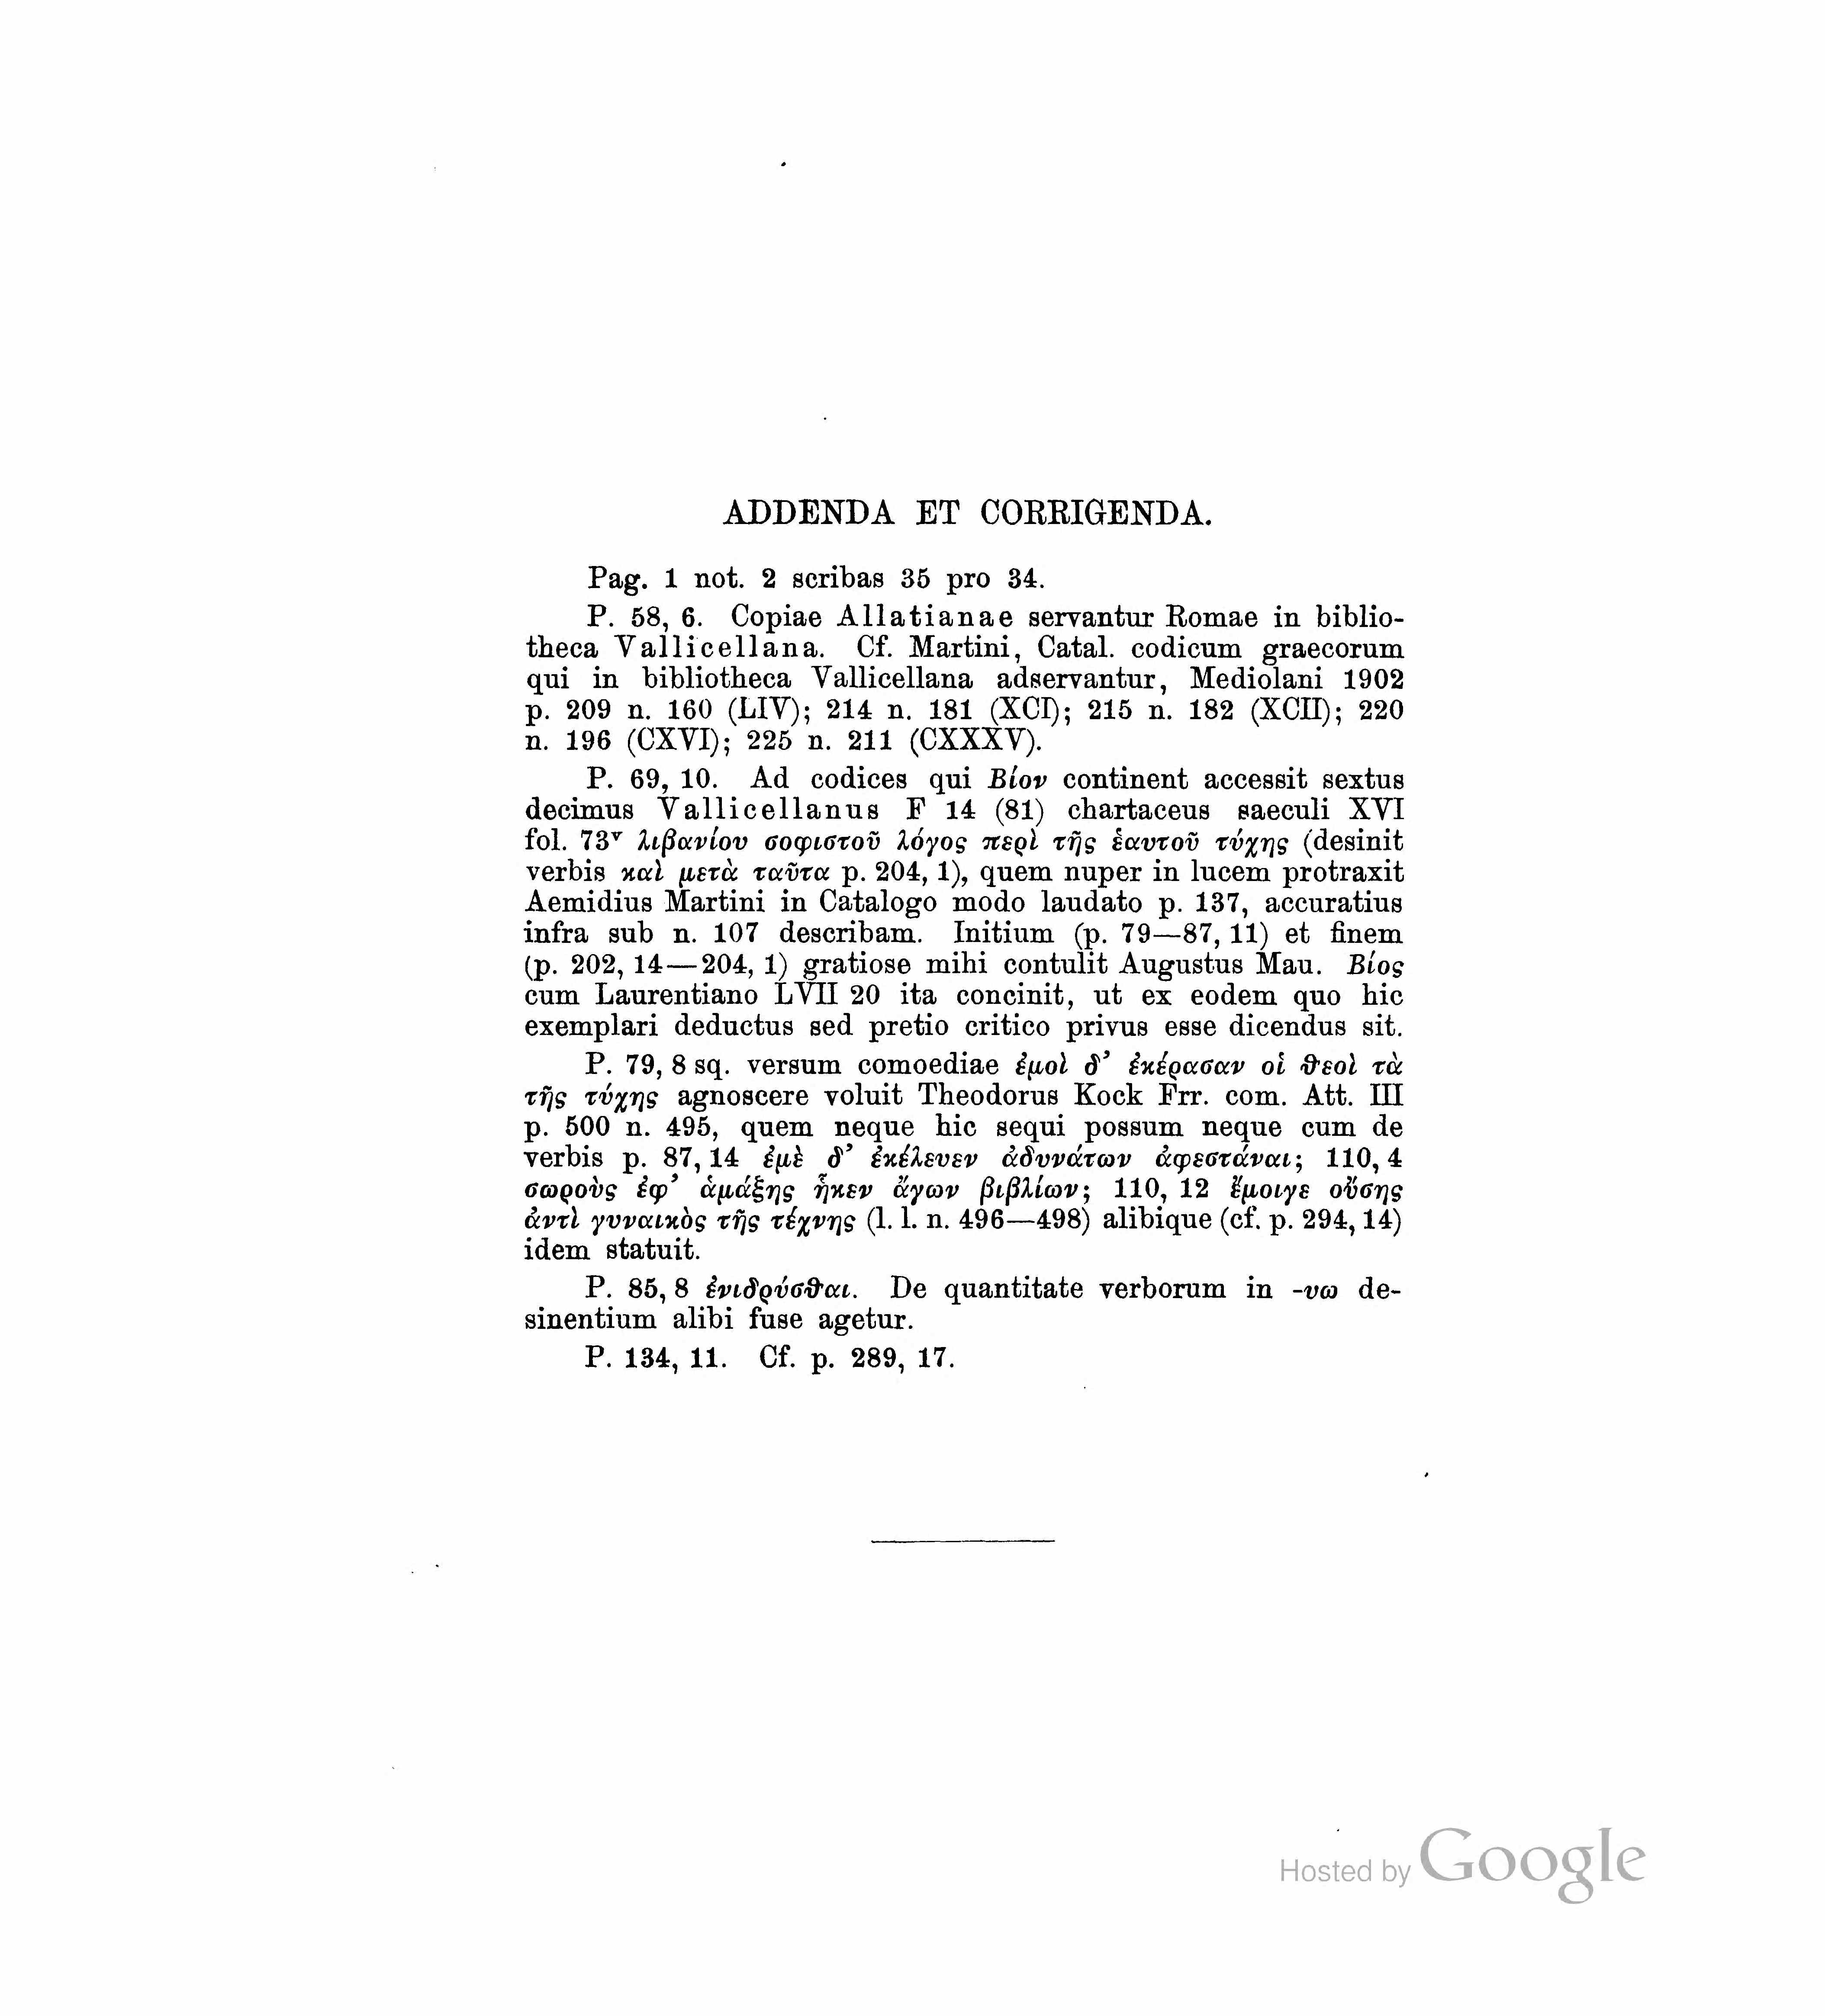 ADDENDA ET CORRIGENDA.
Pag. 1 not. 2 scribas 35 pro 34.
P. 58, 6. Copiae Allatianae servantur Romae in biblio-
theca Vallicellana. Cf. Martini, Catal. codicum graecorum
qui in bibliotheca Vallicellana adservantur, Mediolani 1902
p. 209 n. 160 (LIV); 214 n. 181 (XCI); 215 n. 182 (XCII); 220
n. 196 (CXVI); 225 n. 211 (CXXXV).
P. 69, 10. Ad codices qui Βίον continent accessit sextus
decimus Vallicellanus F 14 (81) chartaceus saeculi XVI
fol. 73ᵛ λιβανίου σοφιστοῦ λόγος περὶ τῆς ἑαυτοῦ τύχης (desinit
verbis καὶ μετὰ ταῦτα p. 204, 1), quem nuper in lucem protraxit
Aemidius Martini in Catalogo modo laudato p. 137, accuratius
infra sub n. 107 describam. Initium (p. 79—87, 11) et finem
(p. 202, 14—204, 1) gratiose mihi contulit Augustus Mau. Βίος
cum Laurentiano LVII 20 ita concinit, ut ex eodem quo hic
exemplari deductus sed pretio critico privus esse dicendus sit.
P. 79, 8 sq. versum comoediae ἐμοὶ δ’ ἐκέρασαν οἱ θεοὶ τὰ
τῆς τύχης agnoscere voluit Theodorus Kock Frr. com. Att. III
p. 500 n. 495, quem neque hic sequi possum neque cum de
verbis p. 87, 14 ἐμὲ δ’ ἐκέλευεν ἀδυνάτων ἀφεστάναι; 110, 4
σωροὺς ἐφ’ ἁμάξης ἧκεν ἄγων βιβλίων; 110, 12 ἔμοιγε οὔσης
ἀντὶ γυναικὸς τῆς τέχνης (l. l. n. 496—498) alibique (cf. p. 294, 14)
idem statuit.
P. 85, 8 ἐνιδρύσθαι. De quantitate verborum in -υω de-
sinentium alibi fuse agetur.
P. 134, 11. Cf. p. 289, 17.
Hosted by Google